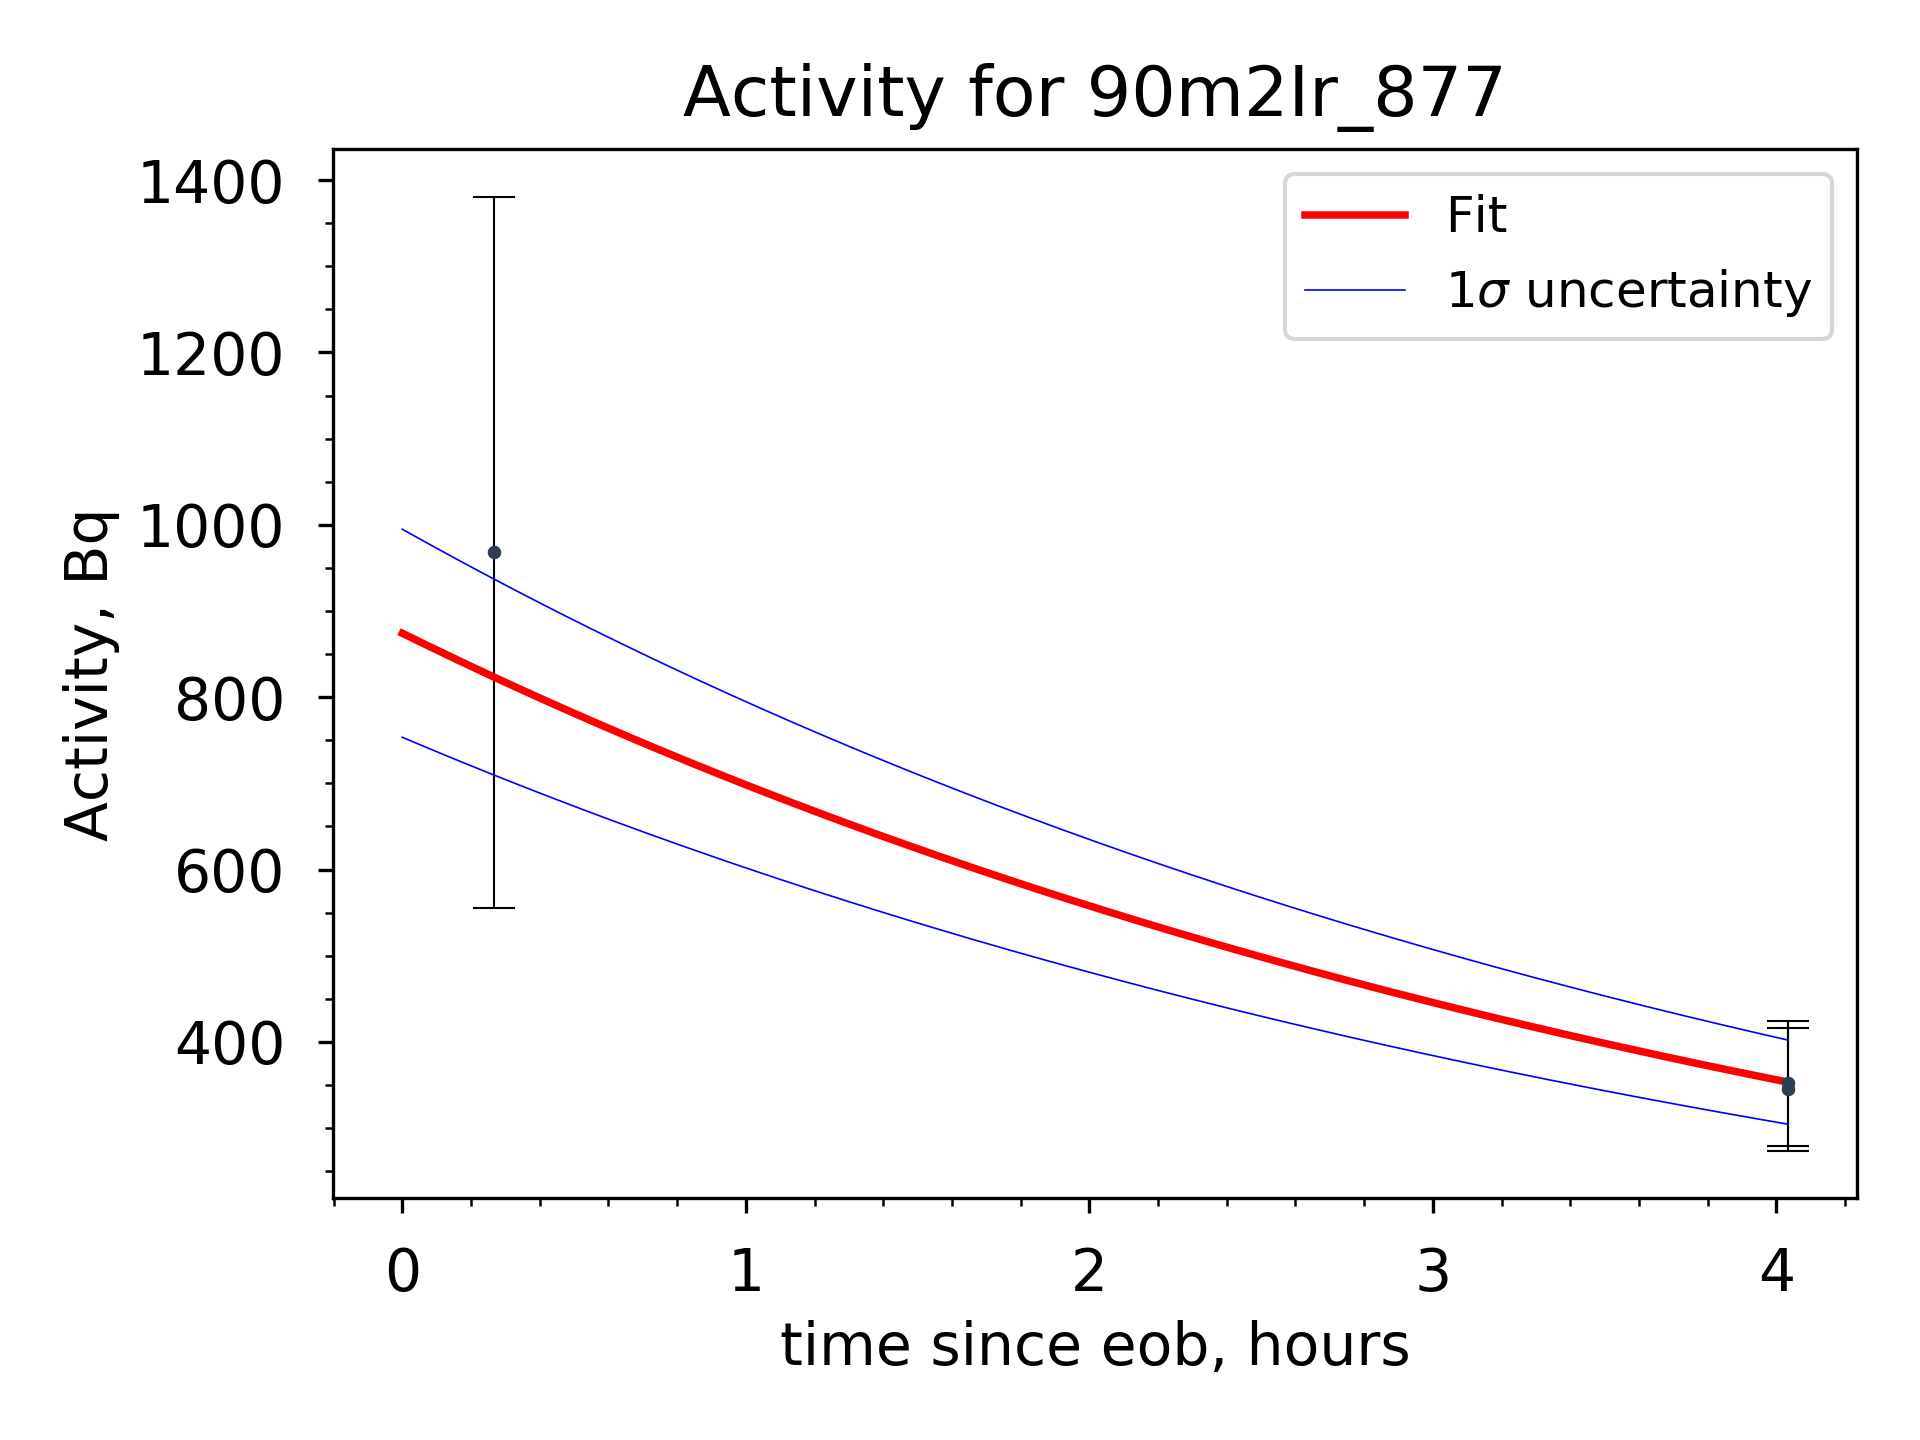 Activity for 90m2Ir_877
Fit
1σ uncertainty
Activity, Bq
1400
1200
1000
800
600
400
0 1 2 3 4
time since eob, hours